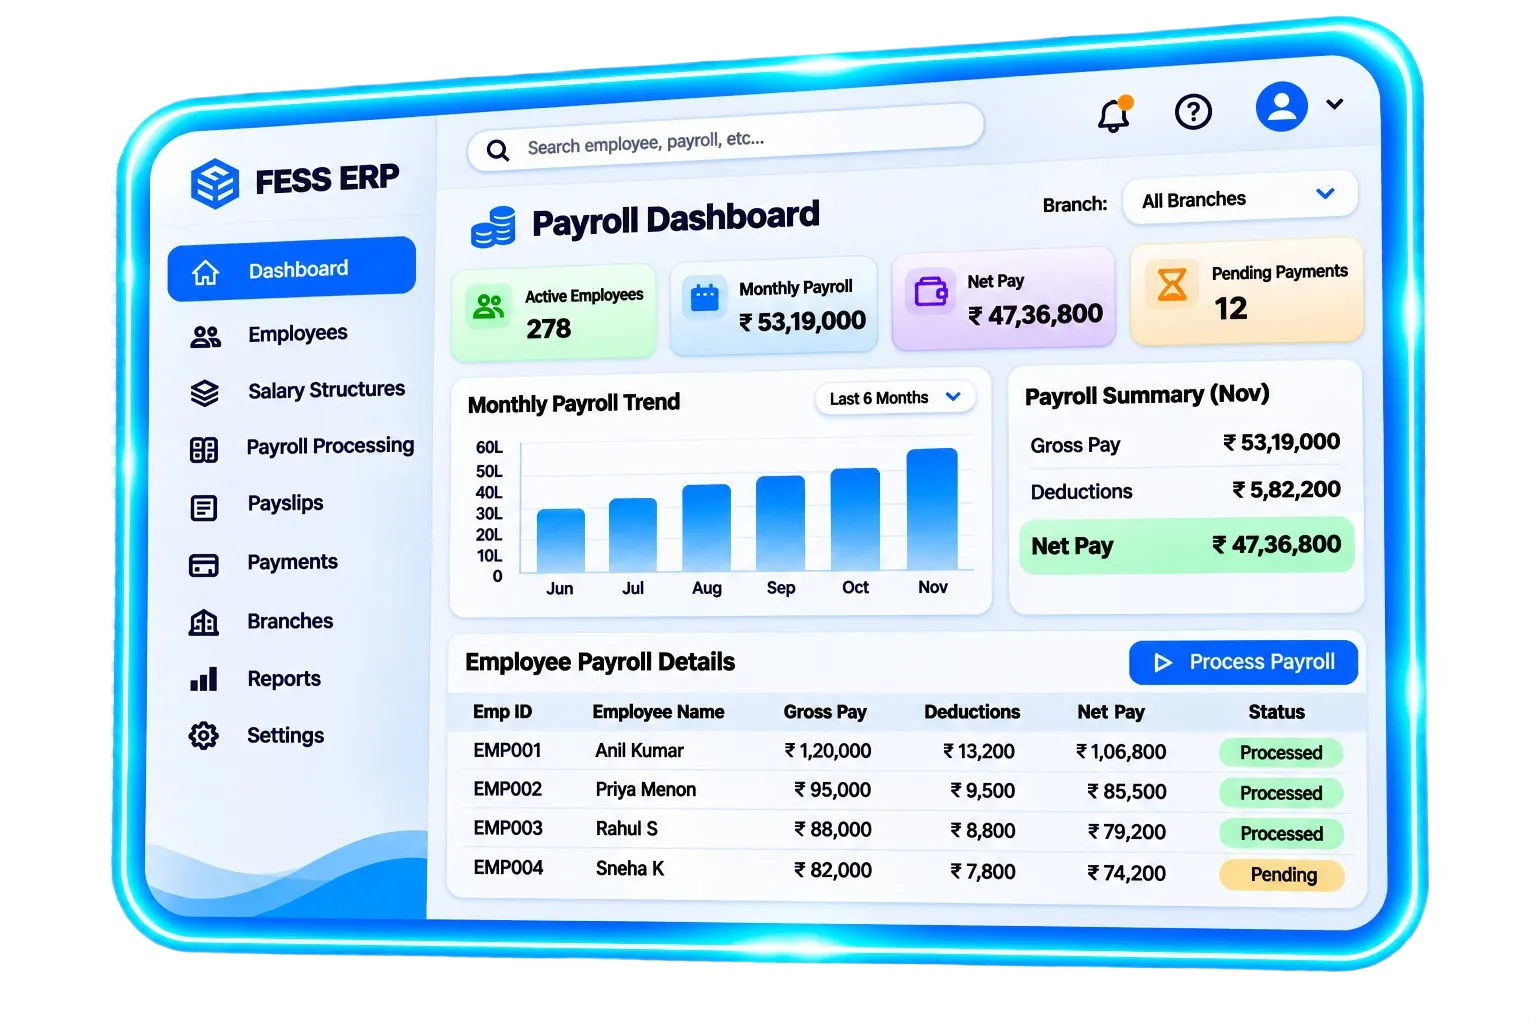 FESS ERP
Search employee, payroll, etc...
Dashboard
Employees
Salary Structures
Payroll Processing
Payslips
Payments
Branches
Reports
Settings
Payroll Dashboard
Branch: All Branches
Active Employees
278
Monthly Payroll
₹ 53,19,000
Net Pay
₹ 47,36,800
Pending Payments
12
Monthly Payroll Trend
Last 6 Months
60L
50L
40L
30L
20L
10L
0
Jun Jul Aug Sep Oct Nov
Payroll Summary (Nov)
Gross Pay ₹ 53,19,000
Deductions ₹ 5,82,200
Net Pay ₹ 47,36,800
Employee Payroll Details
Process Payroll
Emp ID Employee Name Gross Pay Deductions Net Pay Status
EMP001 Anil Kumar ₹ 1,20,000 ₹ 13,200 ₹ 1,06,800 Processed
EMP002 Priya Menon ₹ 95,000 ₹ 9,500 ₹ 85,500 Processed
EMP003 Rahul S ₹ 88,000 ₹ 8,800 ₹ 79,200 Processed
EMP004 Sneha K ₹ 82,000 ₹ 7,800 ₹ 74,200 Pending